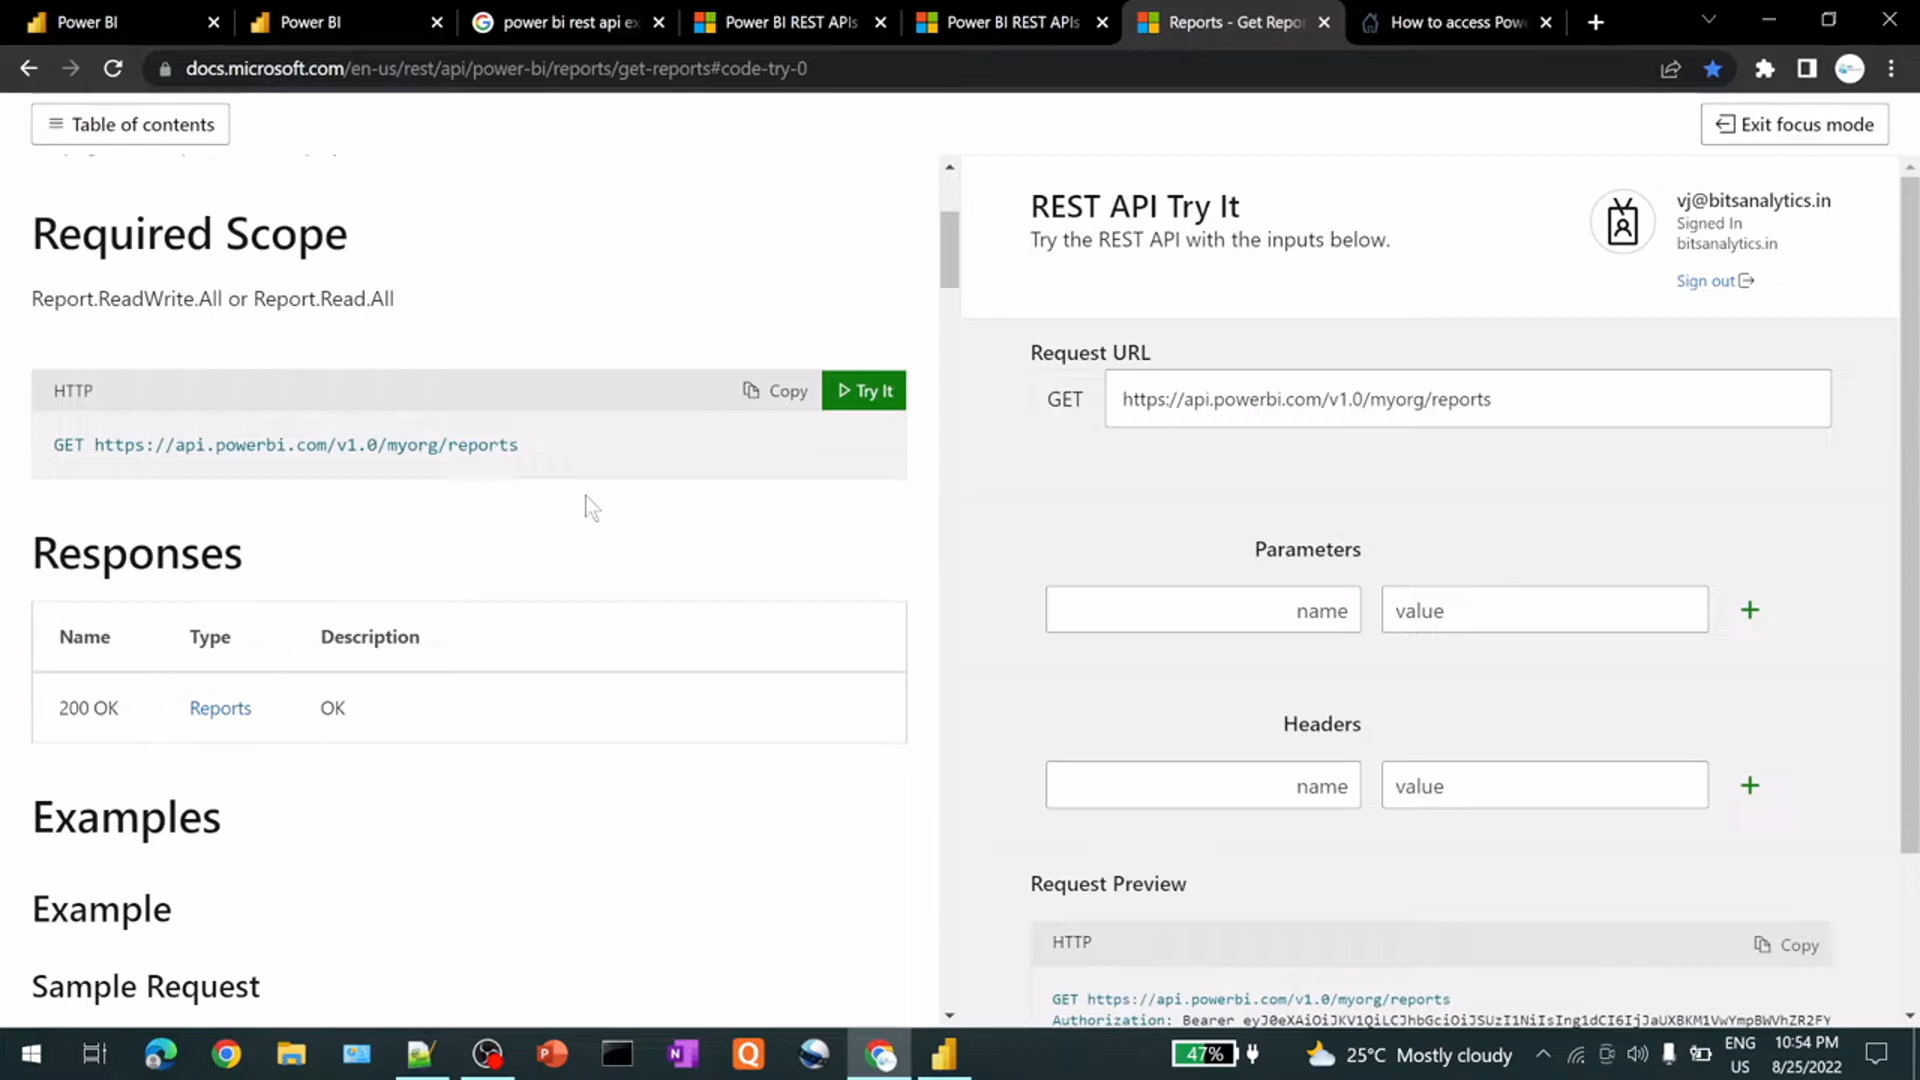 Power BI
Power BI
power bi rest api ex
Power BI REST APIs
Power BI REST APIs
Reports - Get Repor
How to access Powe
docs.microsoft.com/en-us/rest/api/power-bi/reports/get-reports#code-try-0
Table of contents
Exit focus mode
Required Scope
Report.ReadWrite.All or Report.Read.All
HTTP
Copy
Try It
GET https://api.powerbi.com/v1.0/myorg/reports
Responses
Name Type Description
200 OK Reports OK
Examples
Example
Sample Request
REST API Try It
Try the REST API with the inputs below.
vj@bitsanalytics.in
Signed In
bitsanalytics.in
Sign out
Request URL
GET https://api.powerbi.com/v1.0/myorg/reports
Parameters
name value
Headers
name value
Request Preview
HTTP
Copy
GET https://api.powerbi.com/v1.0/myorg/reports
Authorization: Bearer
47%
25°C Mostly cloudy
ENG
US
10:54 PM
8/25/2022